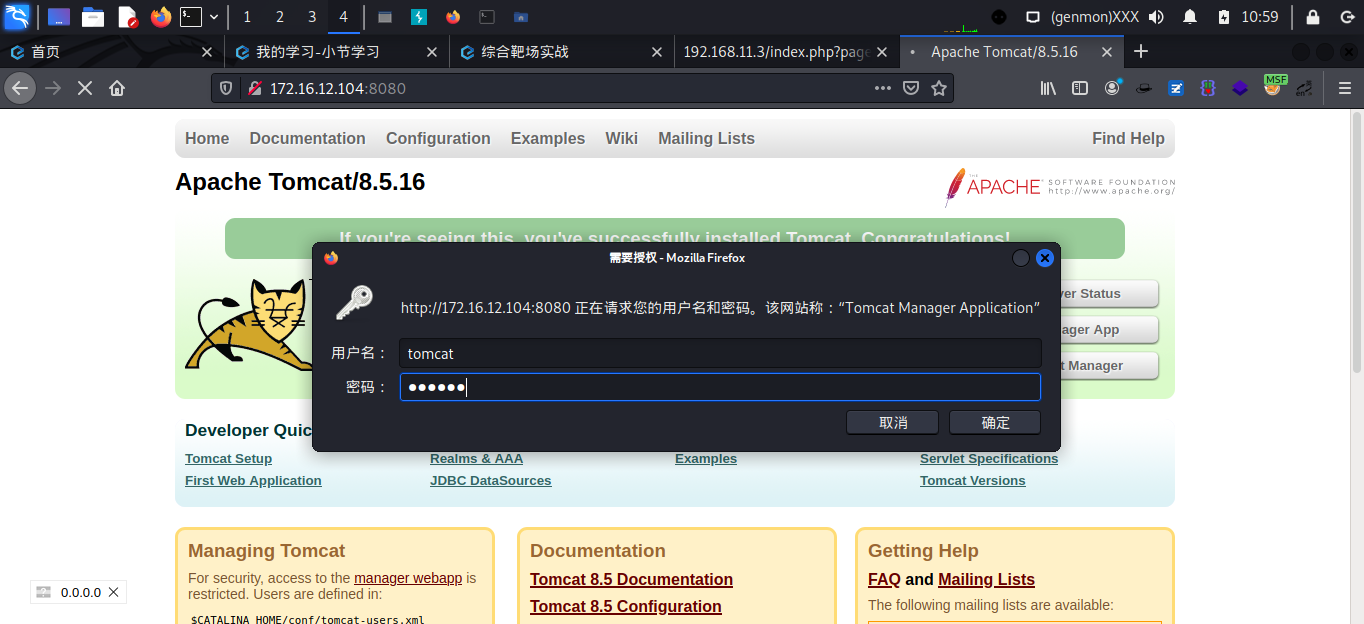 1 2 3 4 (genmon)XXX 10:59
首页 我的学习-小节学习 综合靶场实战 192.168.11.3/index.php?page Apache Tomcat/8.5.16
172.16.12.104:8080 MSF en
Home Documentation Configuration Examples Wiki Mailing Lists Find Help
Apache Tomcat/8.5.16
THE APACHE SOFTWARE FOUNDATION
http://www.apache.org/
If you're seeing this, you've successfully installed Tomcat. Congratulations!
需要授权 - Mozilla Firefox
http://172.16.12.104:8080 正在请求您的用户名和密码。该网站称：“Tomcat Manager Application”
用户名： tomcat
密码： ●●●●●●
取消 确定
ver Status
ager App
t Manager
Developer Quic
Tomcat Setup Realms & AAA Examples Servlet Specifications
First Web Application JDBC DataSources Tomcat Versions
Managing Tomcat
For security, access to the manager webapp is
restricted. Users are defined in:
$CATALINA_HOME/conf/tomcat-users.xml
Documentation
Tomcat 8.5 Documentation
Tomcat 8.5 Configuration
Getting Help
FAQ and Mailing Lists
The following mailing lists are available:
0.0.0.0